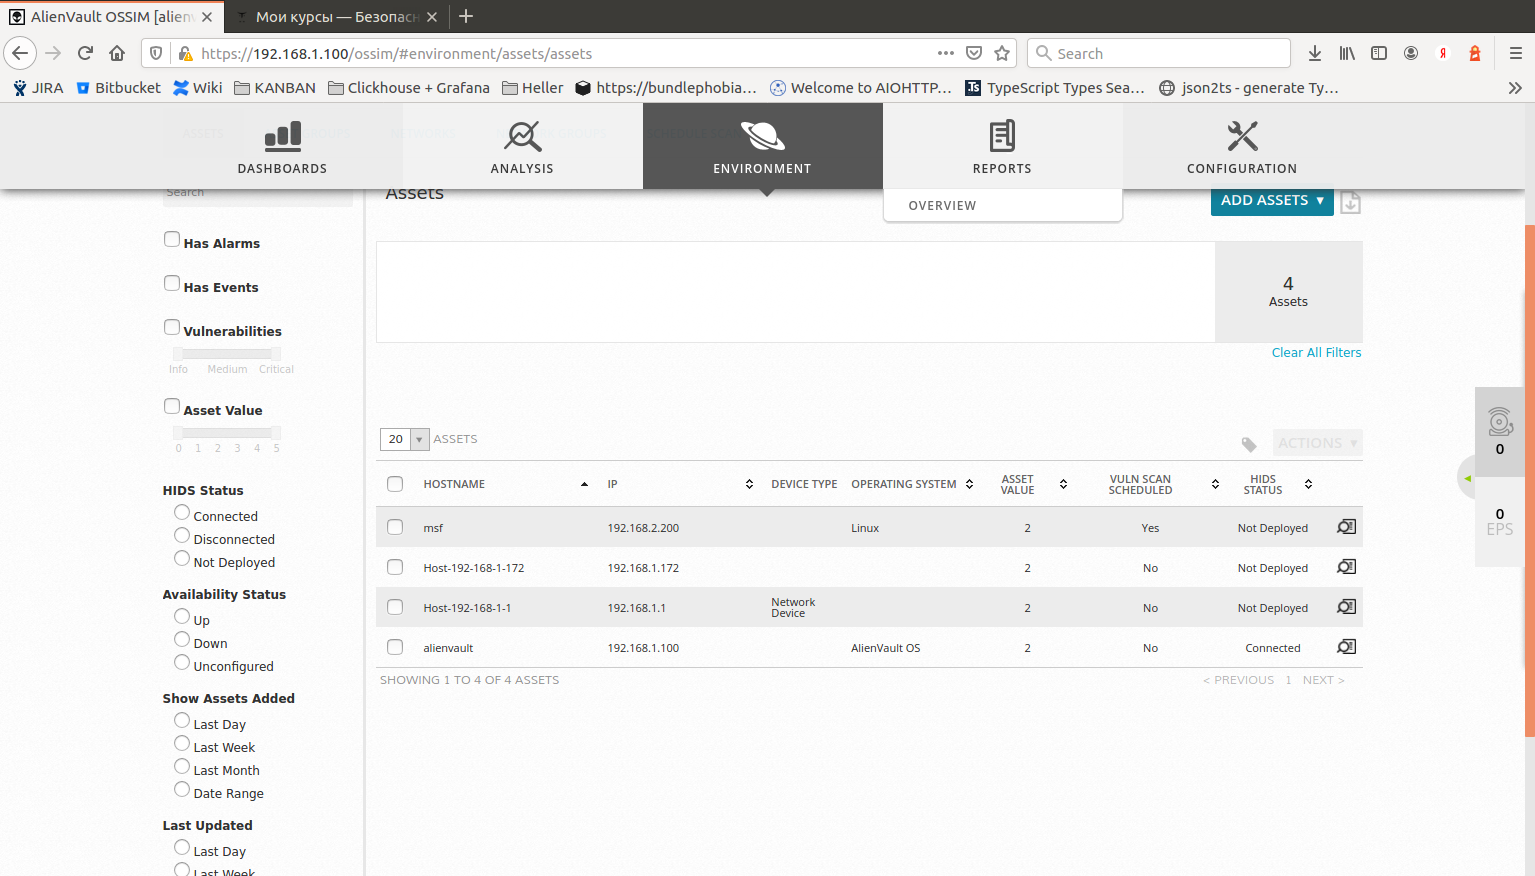 AlienVault OSSIM [alien
Мои курсы — Безопасн
https://192.168.1.100/ossim/#environment/assets/assets
Search
JIRA Bitbucket Wiki KANBAN Clickhouse + Grafana Heller https://bundlephobia... Welcome to AIOHTTP... TypeScript Types Sea... json2ts - generate Ty...
DASHBOARDS ANALYSIS ENVIRONMENT REPORTS CONFIGURATION
OVERVIEW
Search
Assets
ADD ASSETS
Has Alarms
Has Events
Vulnerabilities
Info Medium Critical
Asset Value
0 1 2 3 4 5
HIDS Status
Connected
Disconnected
Not Deployed
Availability Status
Up
Down
Unconfigured
Show Assets Added
Last Day
Last Week
Last Month
Date Range
Last Updated
Last Day
Last Week
4
Assets
Clear All Filters
20 ASSETS
ACTIONS
HOSTNAME IP DEVICE TYPE OPERATING SYSTEM ASSET VALUE VULN SCAN SCHEDULED HIDS STATUS
msf 192.168.2.200 Linux 2 Yes Not Deployed
Host-192-168-1-172 192.168.1.172 2 No Not Deployed
Host-192-168-1-1 192.168.1.1 Network Device 2 No Not Deployed
alienvault 192.168.1.100 AlienVault OS 2 No Connected
SHOWING 1 TO 4 OF 4 ASSETS
< PREVIOUS 1 NEXT >
0
0
EPS